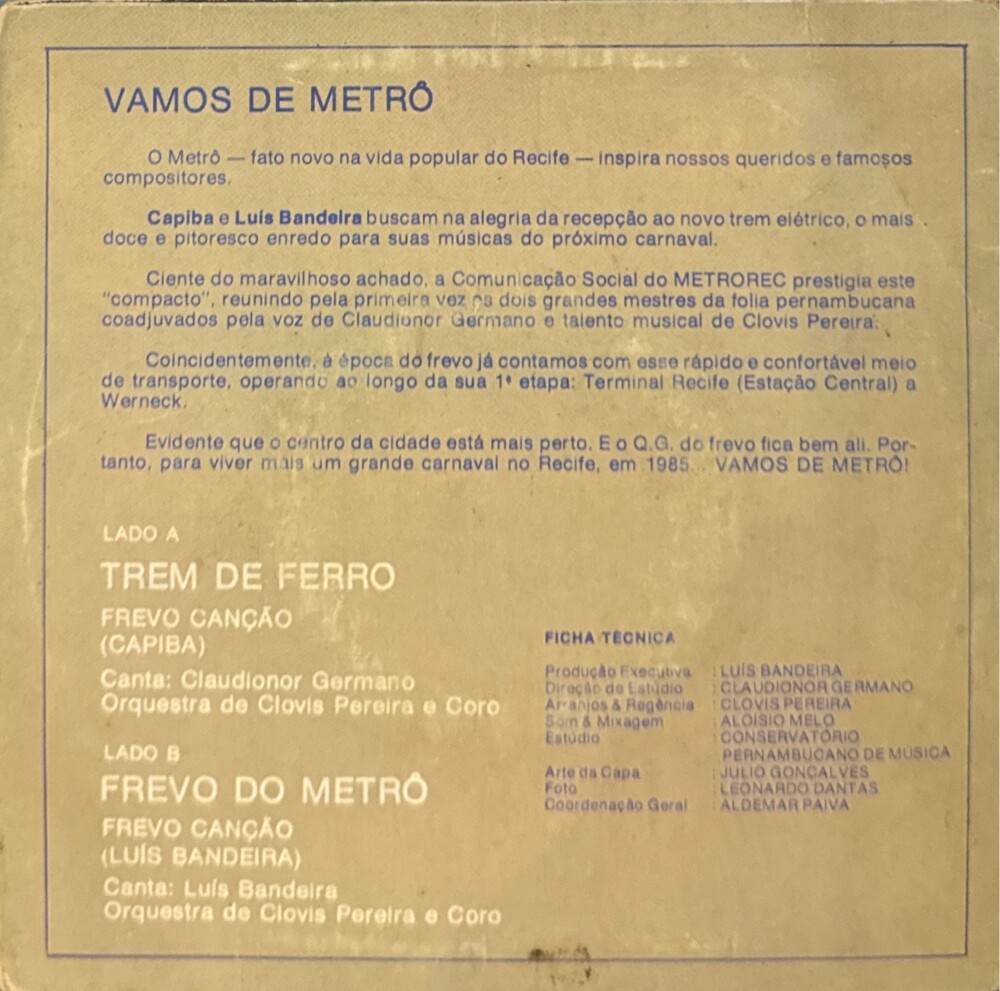 VAMOS DE METRÔ
O Metrô — fato novo na vida popular do Recife — inspira nossos queridos e famosos
compositores.
Capiba e Luís Bandeira buscam na alegria da recepção ao novo trem elétrico, o mais
doce e pitoresco enredo para suas músicas do próximo carnaval.
Ciente do maravilhoso achado, a Comunicação Social do METROREC prestigia este
"compacto", reunindo pela primeira vez os dois grandes mestres da folia pernambucana
coadjuvados pela voz de Claudionor Germano e talento musical de Clovis Pereira.
Coincidentemente, à época do frevo já contamos com esse rápido e confortável meio
de transporte, operando ao longo da sua 1ª etapa: Terminal Recife (Estação Central) a
Werneck.
Evidente que o centro da cidade está mais perto. E o Q.G. do frevo fica bem ali. Por-
tanto, para viver mais um grande carnaval no Recife, em 1985... VAMOS DE METRÔ!
LADO A
TREM DE FERRO
FREVO CANÇÃO
(CAPIBA)
Canta: Claudionor Germano
Orquestra de Clovis Pereira e Coro
LADO B
FREVO DO METRÔ
FREVO CANÇÃO
(LUÍS BANDEIRA)
Canta: Luís Bandeira
Orquestra de Clovis Pereira e Coro
FICHA TÉCNICA
Produção Executiva : LUÍS BANDEIRA
Direção de Estúdio : CLAUDIONOR GERMANO
Arranjos & Regência : CLOVIS PEREIRA
Som & Mixagem : ALOÍSIO MELO
Estúdio : CONSERVATÓRIO
PERNAMBUCANO DE MÚSICA
Arte da Capa : JULIO GONÇALVES
Foto : LEONARDO DANTAS
Coordenação Geral : ALDEMAR PAIVA